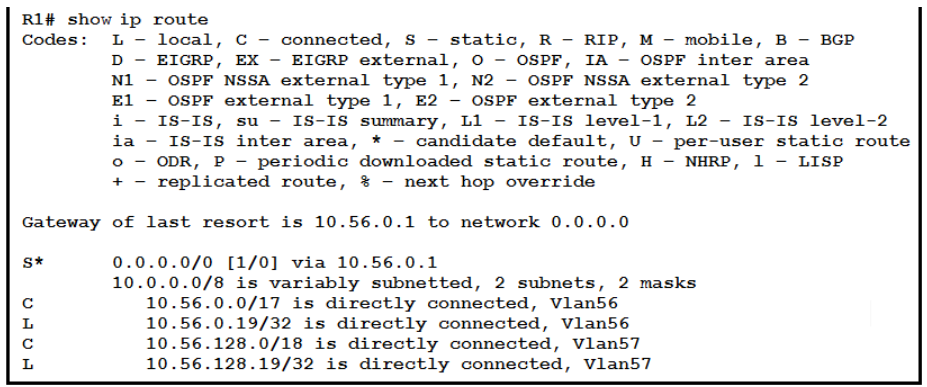 R1# show ip route
Codes: L – local, C – connected, S – static, R – RIP, M – mobile, B – BGP
D – EIGRP, EX – EIGRP external, O – OSPF, IA – OSPF inter area
N1 – OSPF NSSA external type 1, N2 – OSPF NSSA external type 2
E1 – OSPF external type 1, E2 – OSPF external type 2
i – IS-IS, su – IS-IS summary, L1 – IS-IS level-1, L2 – IS-IS level-2
ia – IS-IS inter area, * – candidate default, U – per-user static route
o – ODR, P – periodic downloaded static route, H – NHRP, l – LISP
+ – replicated route, % – next hop override
Gateway of last resort is 10.56.0.1 to network 0.0.0.0
S* 0.0.0.0/0 [1/0] via 10.56.0.1
10.0.0.0/8 is variably subnetted, 2 subnets, 2 masks
C 10.56.0.0/17 is directly connected, Vlan56
L 10.56.0.19/32 is directly connected, Vlan56
C 10.56.128.0/18 is directly connected, Vlan57
L 10.56.128.19/32 is directly connected, Vlan57